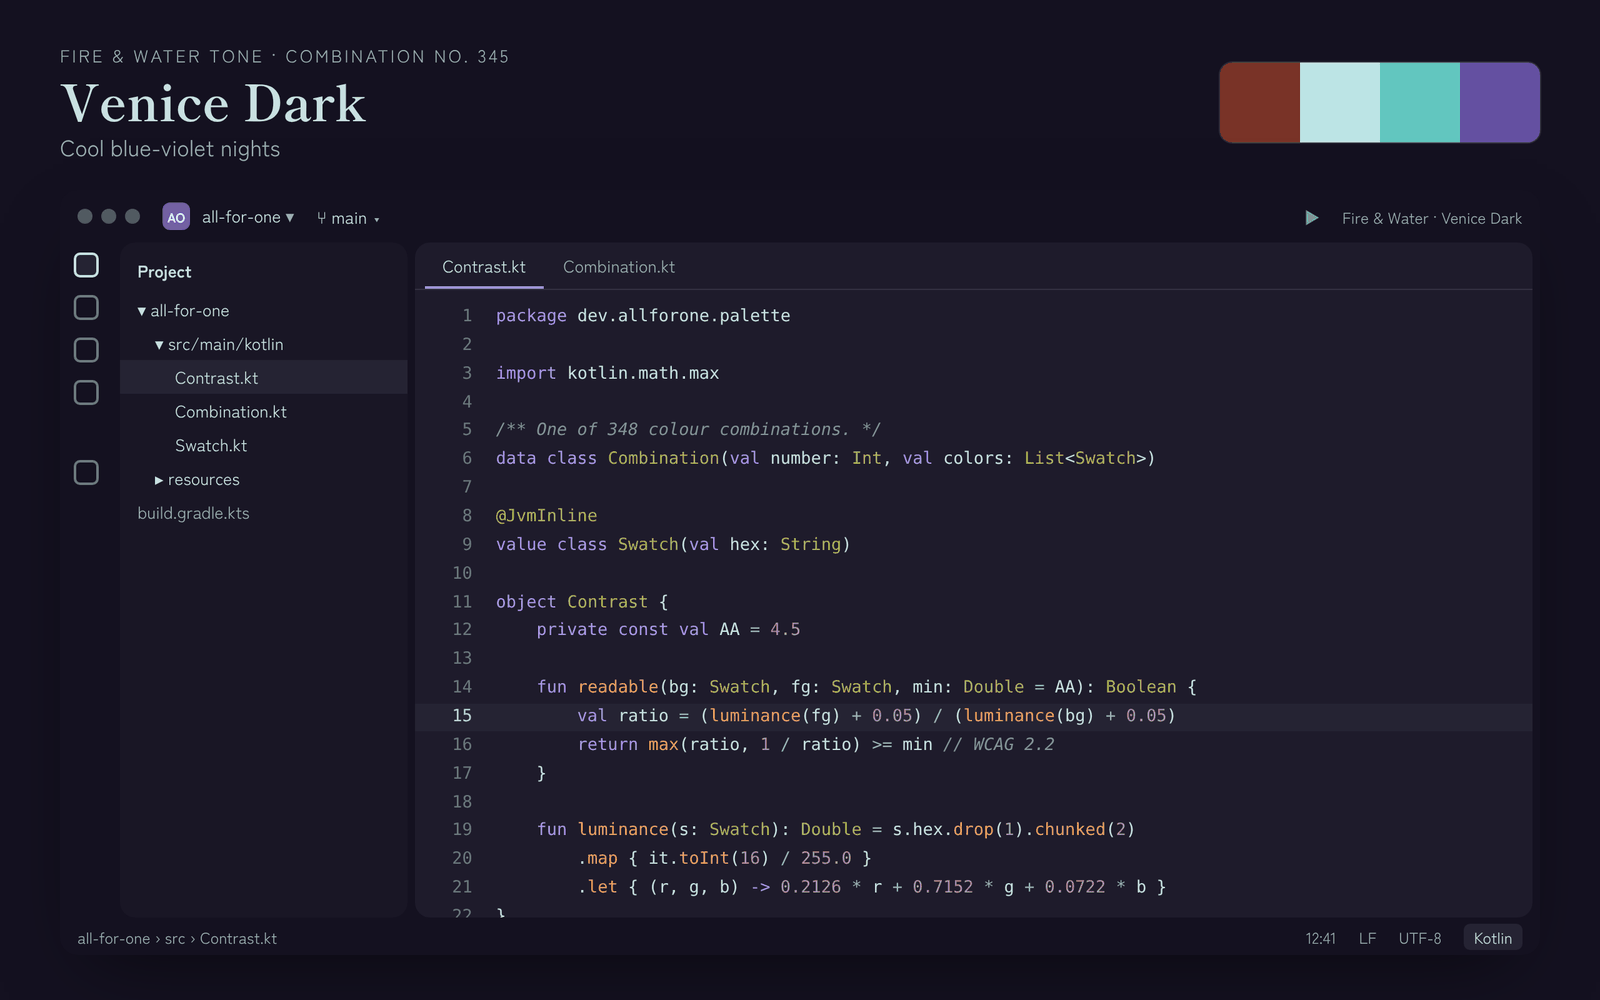 FIRE & WATER TONE · COMBINATION NO. 345
Venice Dark
Cool blue-violet nights
AO all-for-one ▾ main ▾
Fire & Water · Venice Dark
Project
▾ all-for-one
▾ src/main/kotlin
Contrast.kt
Combination.kt
Swatch.kt
▸ resources
build.gradle.kts
Contrast.kt Combination.kt
1 package dev.allforone.palette
2
3 import kotlin.math.max
4
5 /** One of 348 colour combinations. */
6 data class Combination(val number: Int, val colors: List<Swatch>)
7
8 @JvmInline
9 value class Swatch(val hex: String)
10
11 object Contrast {
12     private const val AA = 4.5
13
14     fun readable(bg: Swatch, fg: Swatch, min: Double = AA): Boolean {
15         val ratio = (luminance(fg) + 0.05) / (luminance(bg) + 0.05)
16         return max(ratio, 1 / ratio) >= min // WCAG 2.2
17     }
18
19     fun luminance(s: Swatch): Double = s.hex.drop(1).chunked(2)
20         .map { it.toInt(16) / 255.0 }
21         .let { (r, g, b) -> 0.2126 * r + 0.7152 * g + 0.0722 * b }
22 }
all-for-one › src › Contrast.kt
12:41 LF UTF-8 Kotlin